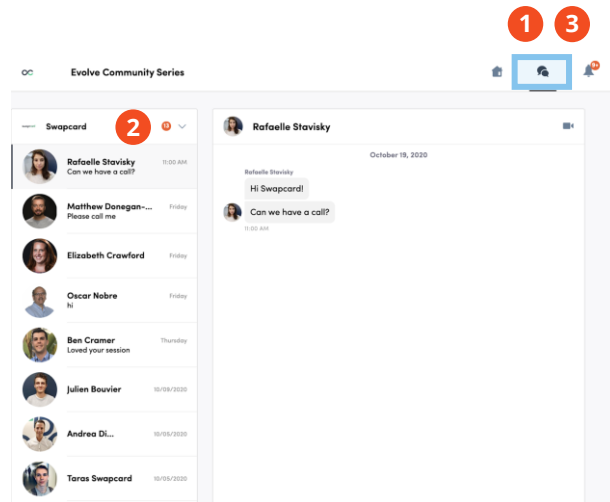 1 3
9+
Evolve Community Series
Swapcard 2 13
Rafaelle Stavisky 11:00 AM
Can we have a call?
Matthew Donegan-... Friday
Please call me
Elizabeth Crawford Friday
Oscar Nobre Friday
hi
Ben Cramer Thursday
Loved your session
Julien Bouvier 10/09/2020
Andrea Di... 10/05/2020
Taras Swapcard 10/05/2020
Rafaelle Stavisky
October 19, 2020
Rafaelle Stavisky
Hi Swapcard!
Can we have a call?
11:00 AM